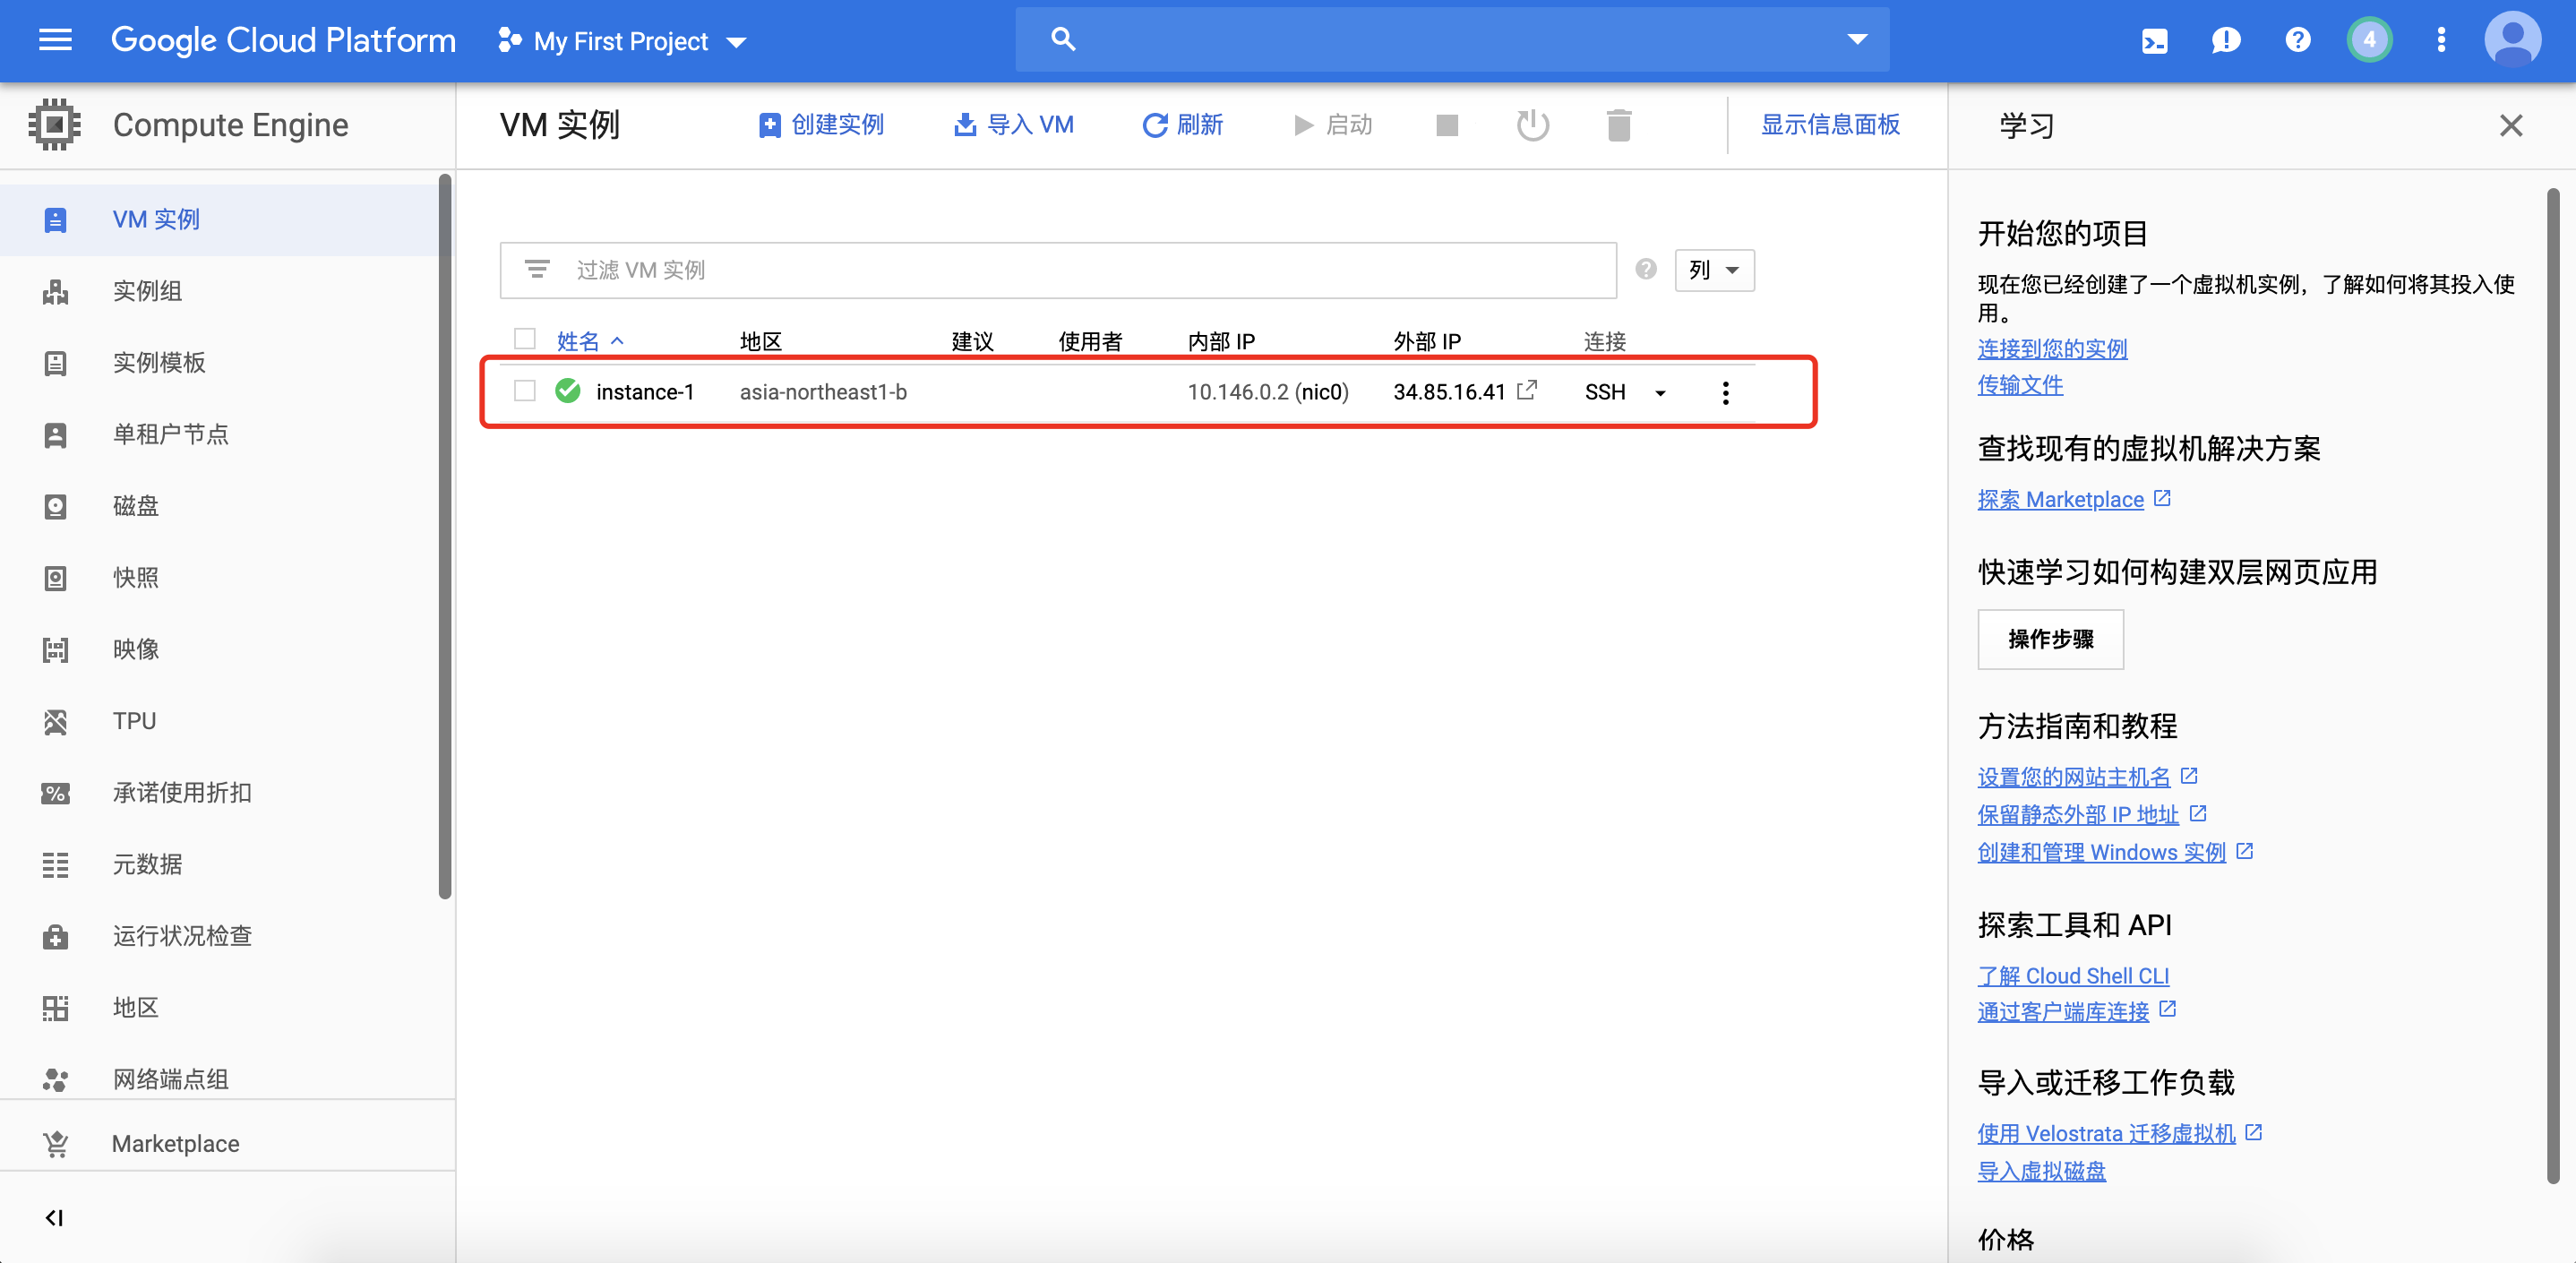 Google Cloud Platform
My First Project
4
Compute Engine
VM 实例
实例组
实例模板
单租户节点
磁盘
快照
映像
TPU
承诺使用折扣
元数据
运行状况检查
地区
网络端点组
Marketplace
VM 实例
创建实例
导入 VM
刷新
启动
显示信息面板
过滤 VM 实例
列
姓名 地区 建议 使用者 内部 IP 外部 IP 连接
instance-1 asia-northeast1-b 10.146.0.2 (nic0) 34.85.16.41 SSH
学习
开始您的项目
现在您已经创建了一个虚拟机实例，了解如何将其投入使
用。
连接到您的实例
传输文件
查找现有的虚拟机解决方案
探索 Marketplace
快速学习如何构建双层网页应用
操作步骤
方法指南和教程
设置您的网站主机名
保留静态外部 IP 地址
创建和管理 Windows 实例
探索工具和 API
了解 Cloud Shell CLI
通过客户端库连接
导入或迁移工作负载
使用 Velostrata 迁移虚拟机
导入虚拟磁盘
价格